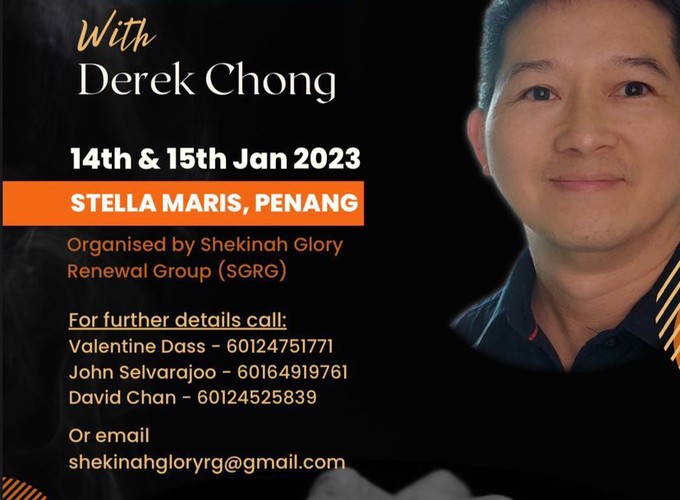 With
Derek Chong
14th & 15th Jan 2023
STELLA MARIS, PENANG
Organised by Shekinah Glory
Renewal Group (SGRG)
For further details call:
Valentine Dass - 60124751771
John Selvarajoo - 60164919761
David Chan - 60124525839
Or email
shekinahgloryrg@gmail.com